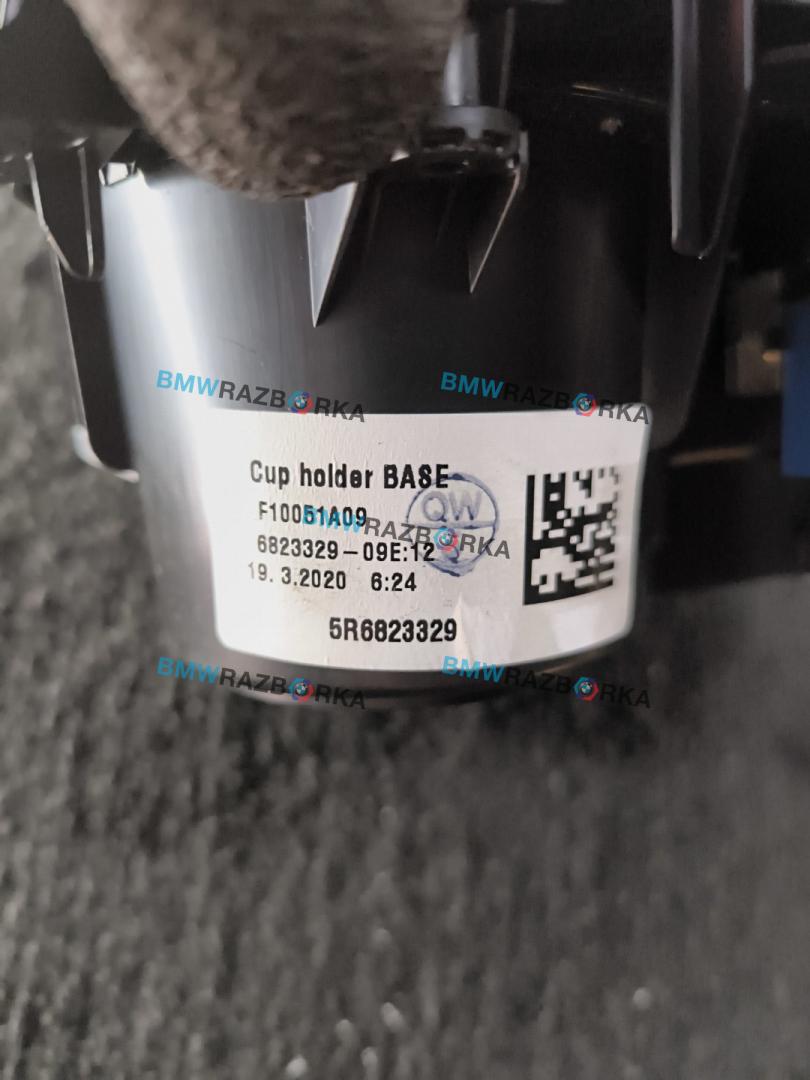 BMWRAZBORKA BMWRAZBORKA
Cup holder BASE
QW
F10051A09
BMWRAZBORKA
6823329-09E:12
19. 3.2020 6:24
5R6823329
BMWRAZBORKA BMWRAZBORKA